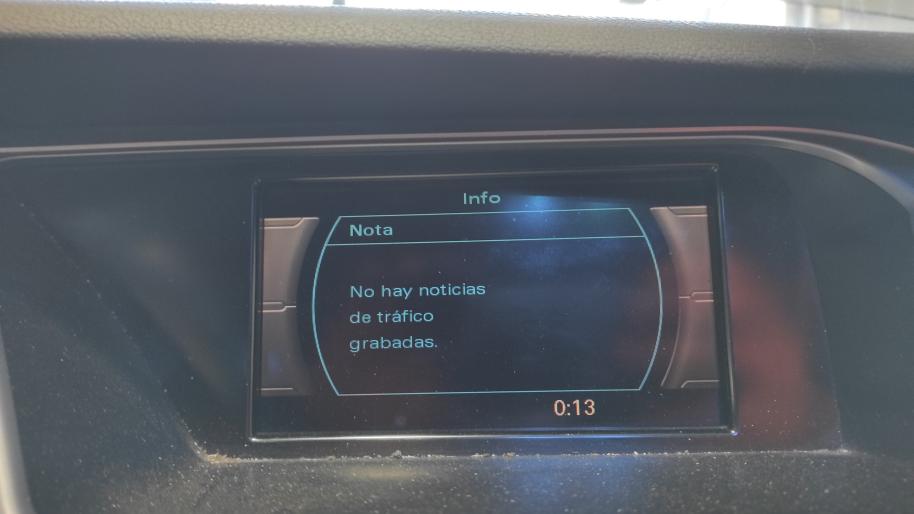 Info
Nota
No hay noticias
de tráfico
grabadas.
0:13